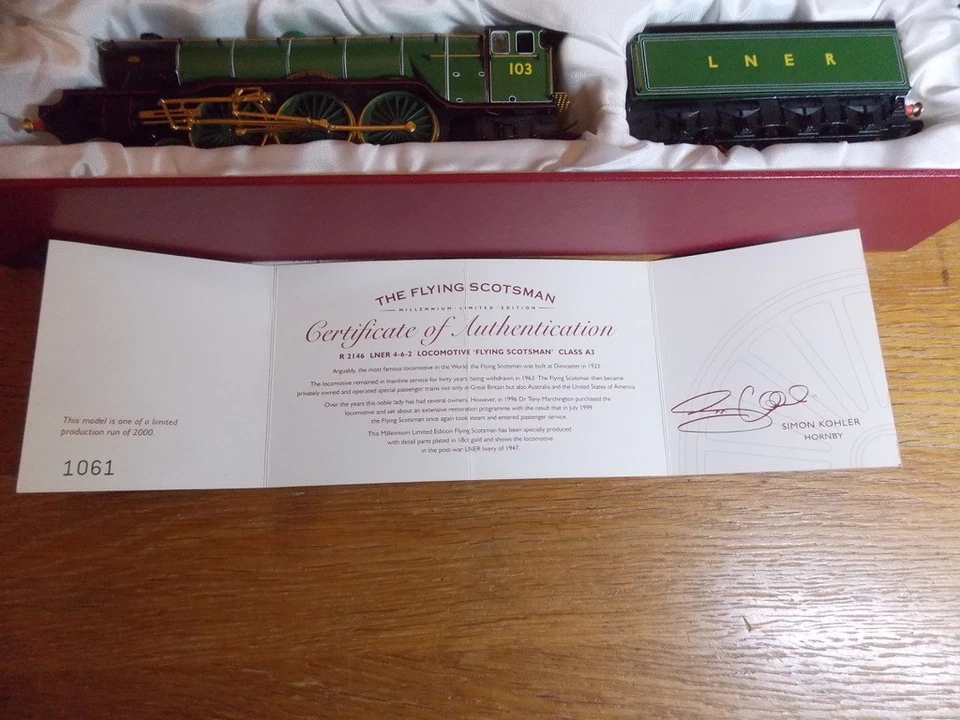 103
L N E R
THE FLYING SCOTSMAN
MILLENNIUM · LIMITED · EDITION
Certificate of Authentication
R 2146 LNER 4-6-2 LOCOMOTIVE 'FLYING SCOTSMAN' CLASS A3
Arguably, the most famous locomotive in the World, the Flying Scotsman was built at Doncaster in 1923.
The locomotive remained in mainline service for forty years being withdrawn in 1963. The Flying Scotsman then became
privately owned and operated special passenger trains not only in Great Britain but also Australia and the United States of America.
Over the years this noble lady has had several owners. However, in 1996 Dr Tony Marchington purchased the
locomotive and set about an extensive restoration programme with the result that in July 1999
the Flying Scotsman once again took steam and entered passenger service.
This Millennium Limited Edition Flying Scotsman has been specially produced
with detail parts plated in 18ct gold and shows the locomotive
in the post-war LNER livery of 1947.
This model is one of a limited
production run of 2000.
1061
SIMON KOHLER
HORNBY